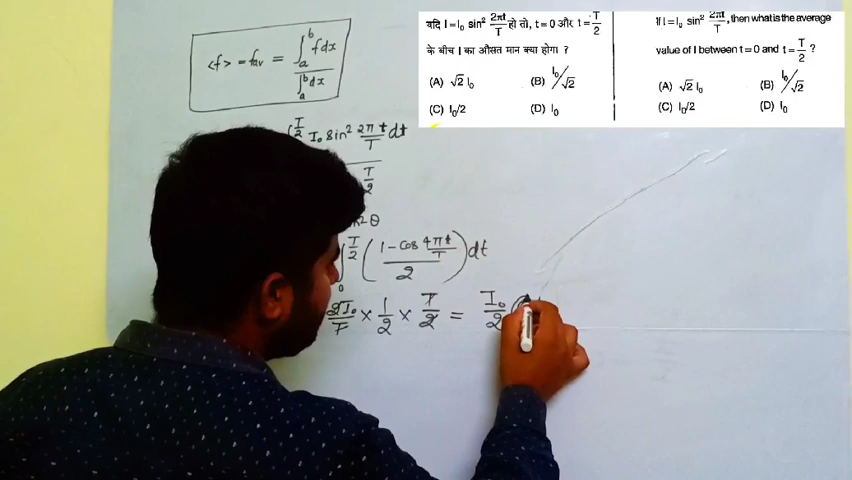 <f> = fav = ∫ₐᵇ f dx / ∫ₐᵇ dx
∫ T/2 I₀ sin² 2πt/T dt
T/2
θ
∫₀ T/2 (1 - cos 4πt/T / 2) dt
2I₀/T × 1/2 × T/2 = I₀/2
यदि I = I₀ sin² 2πt/T हो तो, t = 0 और t = T/2
के बीच I का औसत मान क्या होगा ?
(A) √2 I₀ (B) I₀/√2
(C) I₀/2 (D) I₀
If I = I₀ sin² 2πt/T, then what is the average
value of I between t = 0 and t = T/2 ?
(A) √2 I₀ (B) I₀/√2
(C) I₀/2 (D) I₀